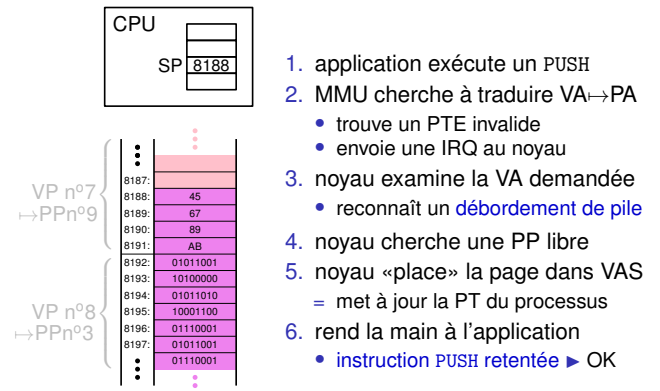 CPU
SP 8188
8187:
8188: 45
8189: 67
8190: 89
8191: AB
8192: 01011001
8193: 10100000
8194: 01011010
8195: 10001100
8196: 01110001
8197: 01011001
01110001
VP nº7
↦PPnº9
VP nº8
↦PPnº3
1. application exécute un PUSH
2. MMU cherche à traduire VA↦PA
• trouve un PTE invalide
• envoie une IRQ au noyau
3. noyau examine la VA demandée
• reconnaît un débordement de pile
4. noyau cherche une PP libre
5. noyau «place» la page dans VAS
= met à jour la PT du processus
6. rend la main à l'application
• instruction PUSH retentée ► OK